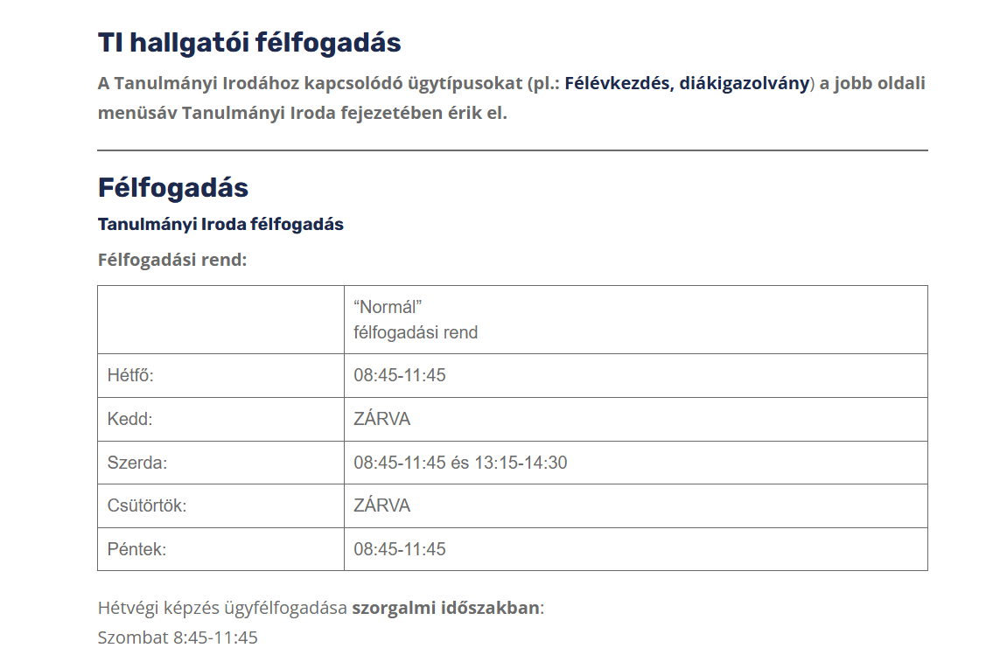 TI hallgatói félfogadás
A Tanulmányi Irodához kapcsolódó ügytípusokat (pl.: Félévkezdés, diákigazolvány) a jobb oldali
menüsáv Tanulmányi Iroda fejezetében érik el.
Félfogadás
Tanulmányi Iroda félfogadás
Félfogadási rend:
“Normál”
félfogadási rend
Hétfő: 08:45-11:45
Kedd: ZÁRVA
Szerda: 08:45-11:45 és 13:15-14:30
Csütörtök: ZÁRVA
Péntek: 08:45-11:45
Hétvégi képzés ügyfélfogadása szorgalmi időszakban:
Szombat 8:45-11:45